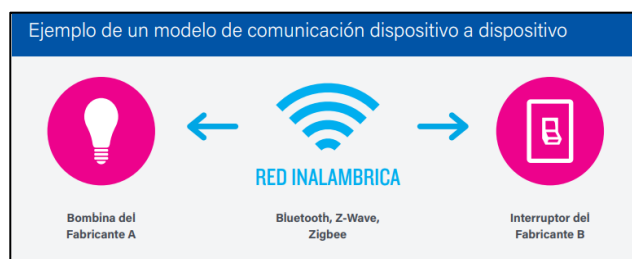 Ejemplo de un modelo de comunicación dispositivo a dispositivo
RED INALAMBRICA
Bombina del
Fabricante A
Bluetooth, Z-Wave,
Zigbee
Interruptor del
Fabricante B